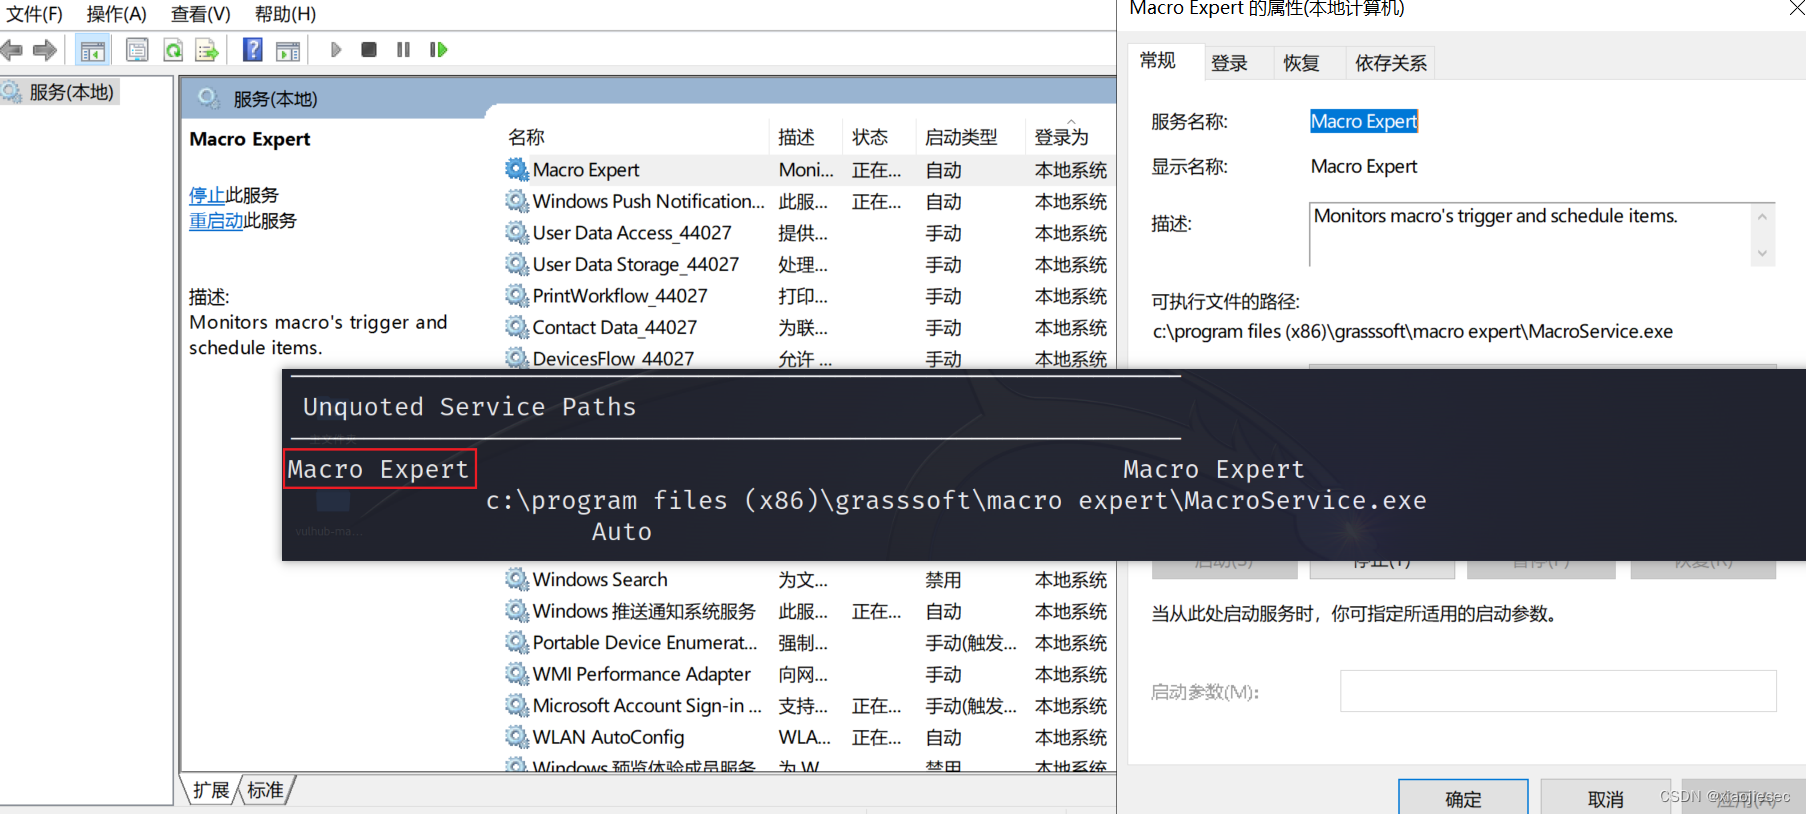 文件(F) 操作(A) 查看(V) 帮助(H)
服务(本地)
服务(本地)
Macro Expert
停止此服务
重启动此服务
描述:
Monitors macro's trigger and
schedule items.
名称 描述 状态 启动类型 登录为
Macro Expert Moni... 正在... 自动 本地系统
Windows Push Notification... 此服... 正在... 自动 本地系统
User Data Access_44027 提供... 手动 本地系统
User Data Storage_44027 处理... 手动 本地系统
PrintWorkflow_44027 打印... 手动 本地系统
Contact Data_44027 为联... 手动 本地系统
DevicesFlow_44027 允许 ... 手动 本地系统
Windows Search 为文... 禁用 本地系统
Windows 推送通知系统服务 此服... 正在... 自动 本地系统
Portable Device Enumerat... 强制... 手动(触发... 本地系统
WMI Performance Adapter 向网... 手动 本地系统
Microsoft Account Sign-in ... 支持... 正在... 手动(触发... 本地系统
WLAN AutoConfig WLA... 正在... 自动 本地系统
Windows 预览体验成员服务 为 W... 禁用 本地系统
扩展 标准
Unquoted Service Paths
Macro Expert Macro Expert
c:\program files (x86)\grasssoft\macro expert\MacroService.exe
Auto
vulhub-ma...
Macro Expert 的属性(本地计算机)
常规 登录 恢复 依存关系
服务名称: Macro Expert
显示名称: Macro Expert
描述: Monitors macro's trigger and schedule items.
可执行文件的路径:
c:\program files (x86)\grasssoft\macro expert\MacroService.exe
启动(S) 停止(T) 暂停(P) 恢复(R)
当从此处启动服务时，你可指定所适用的启动参数。
启动参数(M):
确定 取消 应用(A)
CSDN @xiaojiesec